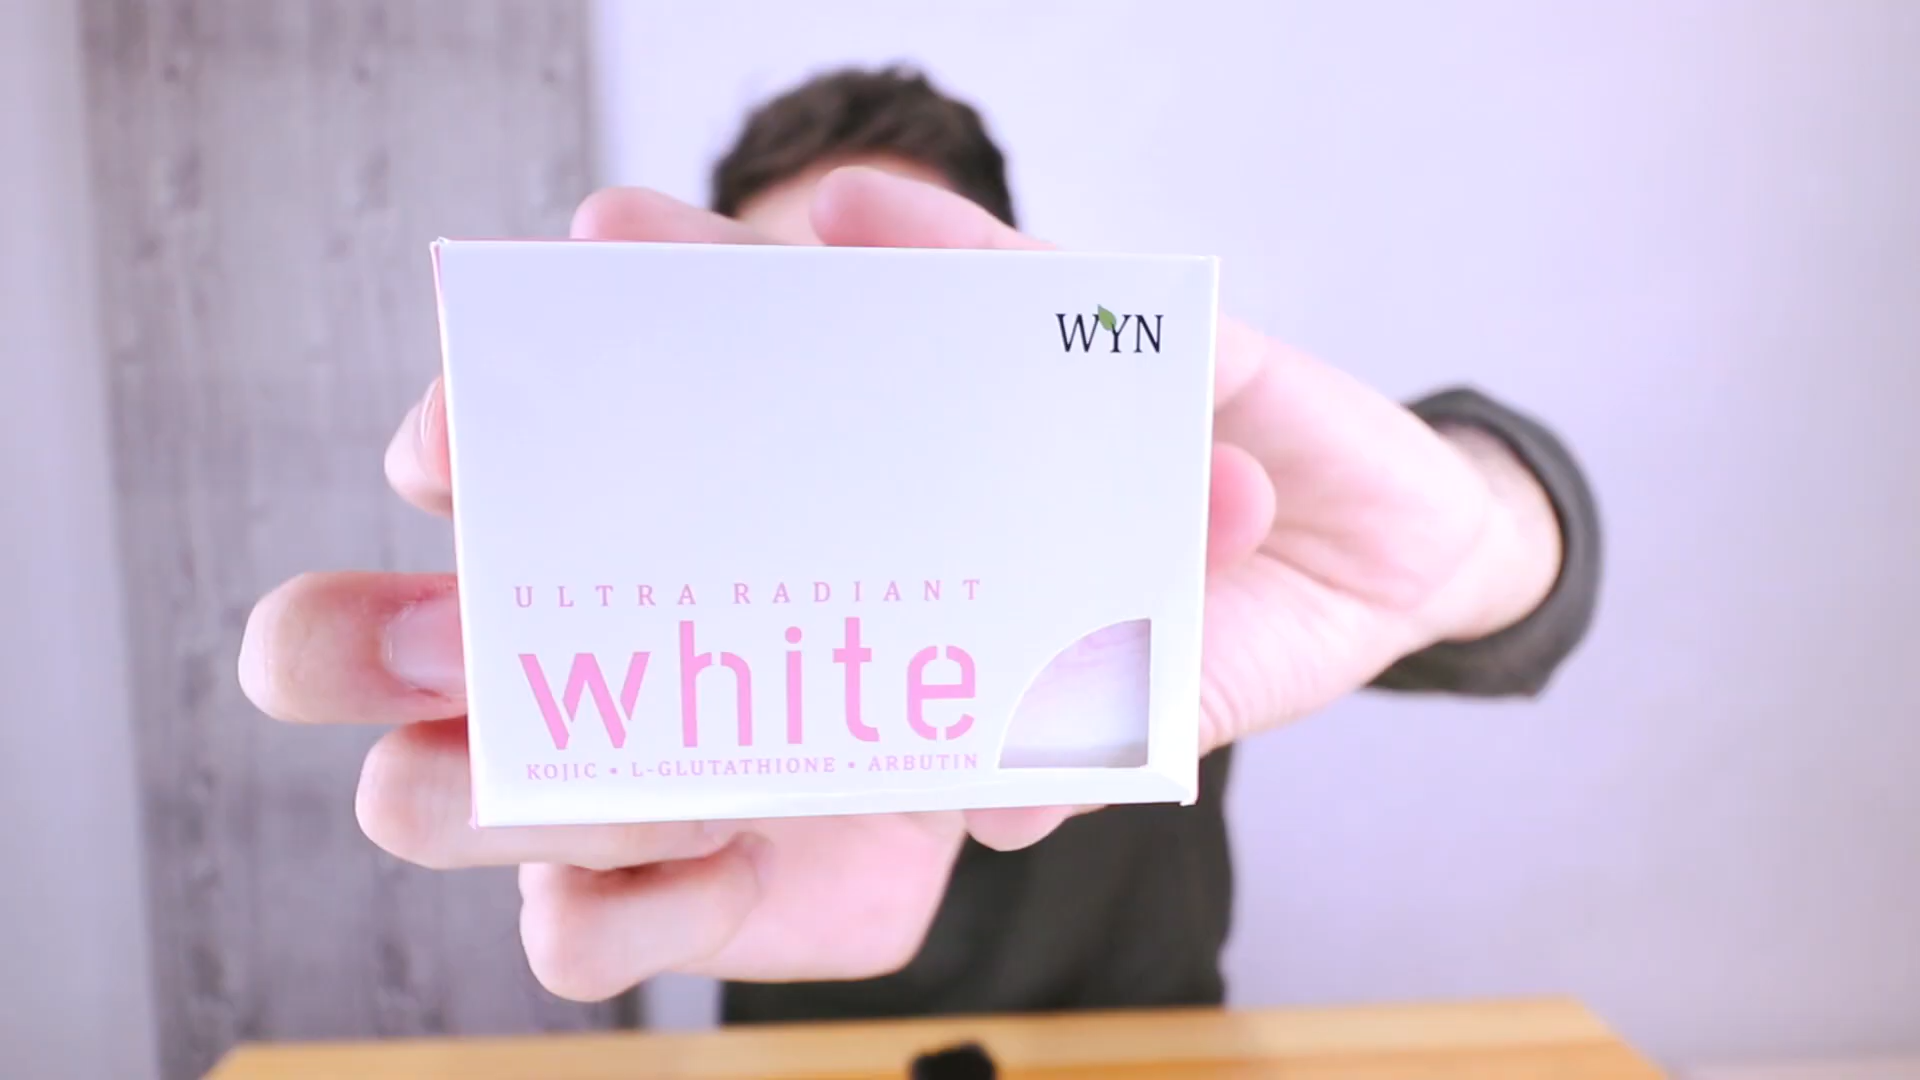 WYN
ULTRA RADIANT
white
KOJIC • L-GLUTATHIONE • ARBUTIN